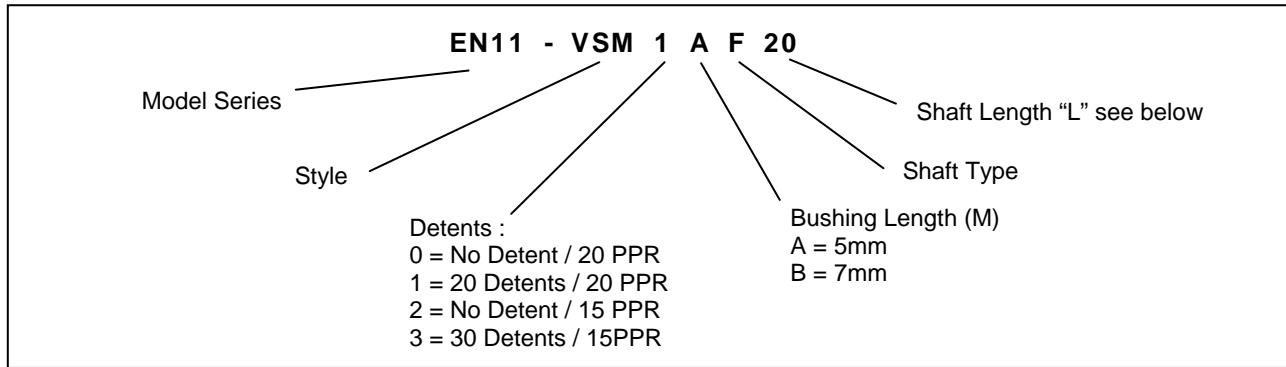 EN11 - VSM 1 A F 20
Model Series
Shaft Length “L” see below
Style
Shaft Type
Detents :
0 = No Detent / 20 PPR
1 = 20 Detents / 20 PPR
2 = No Detent / 15 PPR
3 = 30 Detents / 15PPR
Bushing Length (M)
A = 5mm
B = 7mm